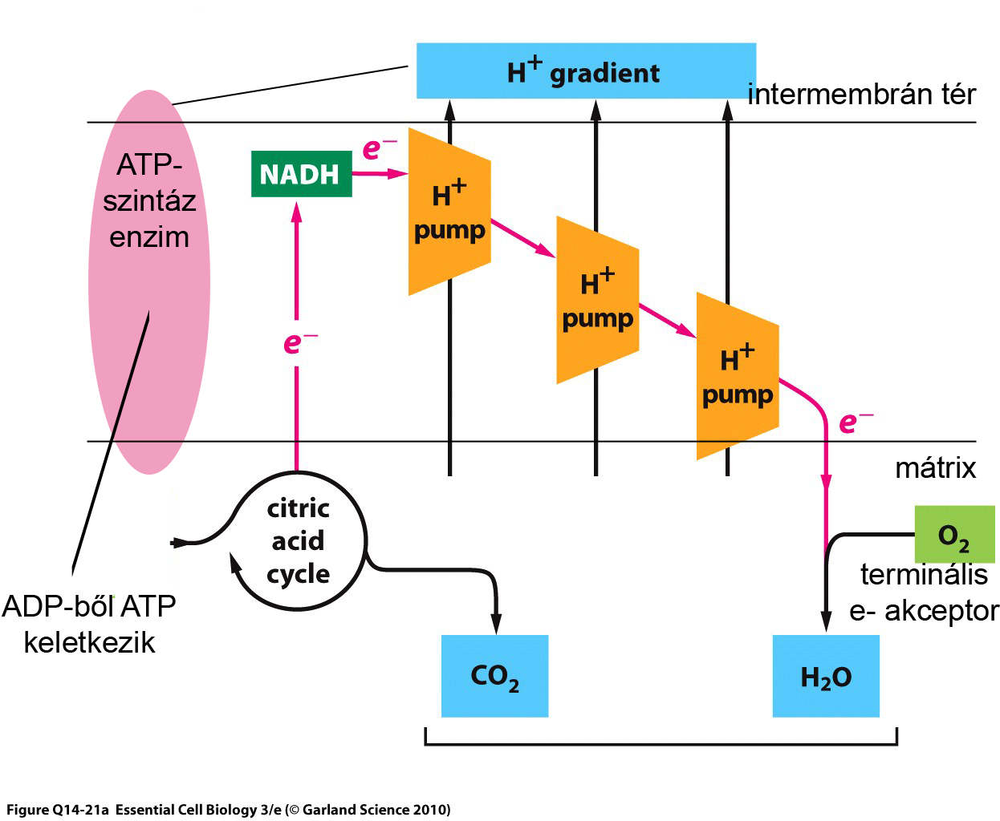 H+ gradient
intermembrán tér
ATP-
szintáz
enzim
NADH
e–
H+
pump
H+
pump
e–
H+
pump
e–
mátrix
citric
acid
cycle
O2
terminális
e- akceptor
ADP-ből ATP
keletkezik
CO2
H2O
Figure Q14-21a Essential Cell Biology 3/e (© Garland Science 2010)